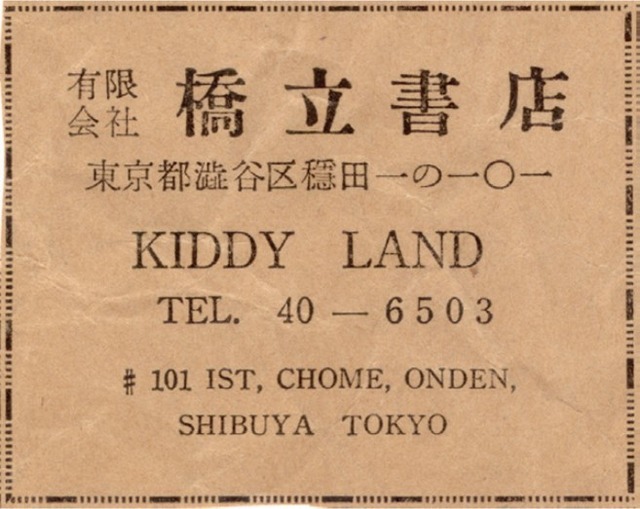 有限会社 橋立書店
東京都澁谷区穏田一の一〇一
KIDDY LAND
TEL. 40 — 6503
# 101 IST, CHOME, ONDEN,
SHIBUYA TOKYO